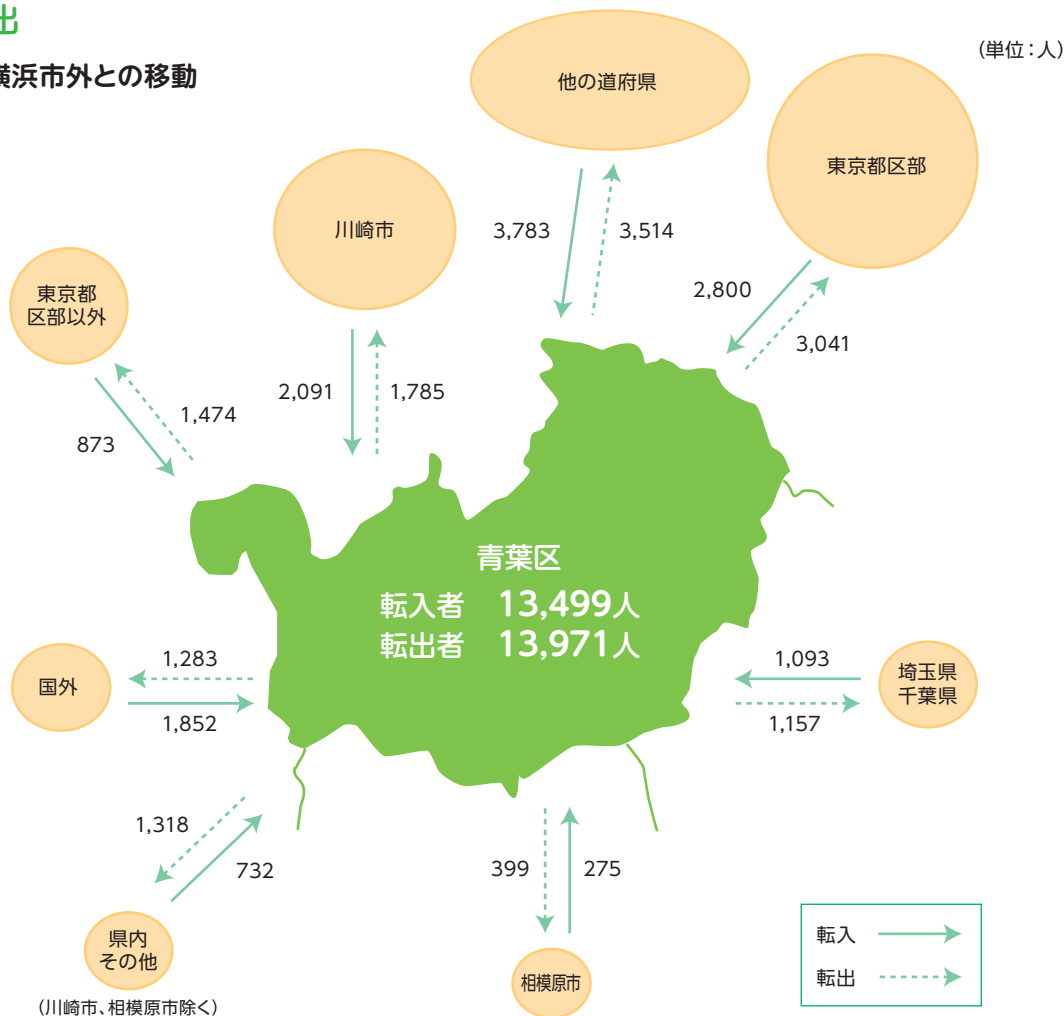 出
横浜市外との移動
(単位：人)
他の道府県
東京都区部
川崎市
東京都
区部以外
3,783
3,514
2,800
3,041
2,091
1,785
1,474
873
青葉区
転入者 13,499人
転出者 13,971人
国外
1,283
1,852
埼玉県
千葉県
1,093
1,157
1,318
732
県内
その他
(川崎市、相模原市除く)
399
275
相模原市
転入
転出